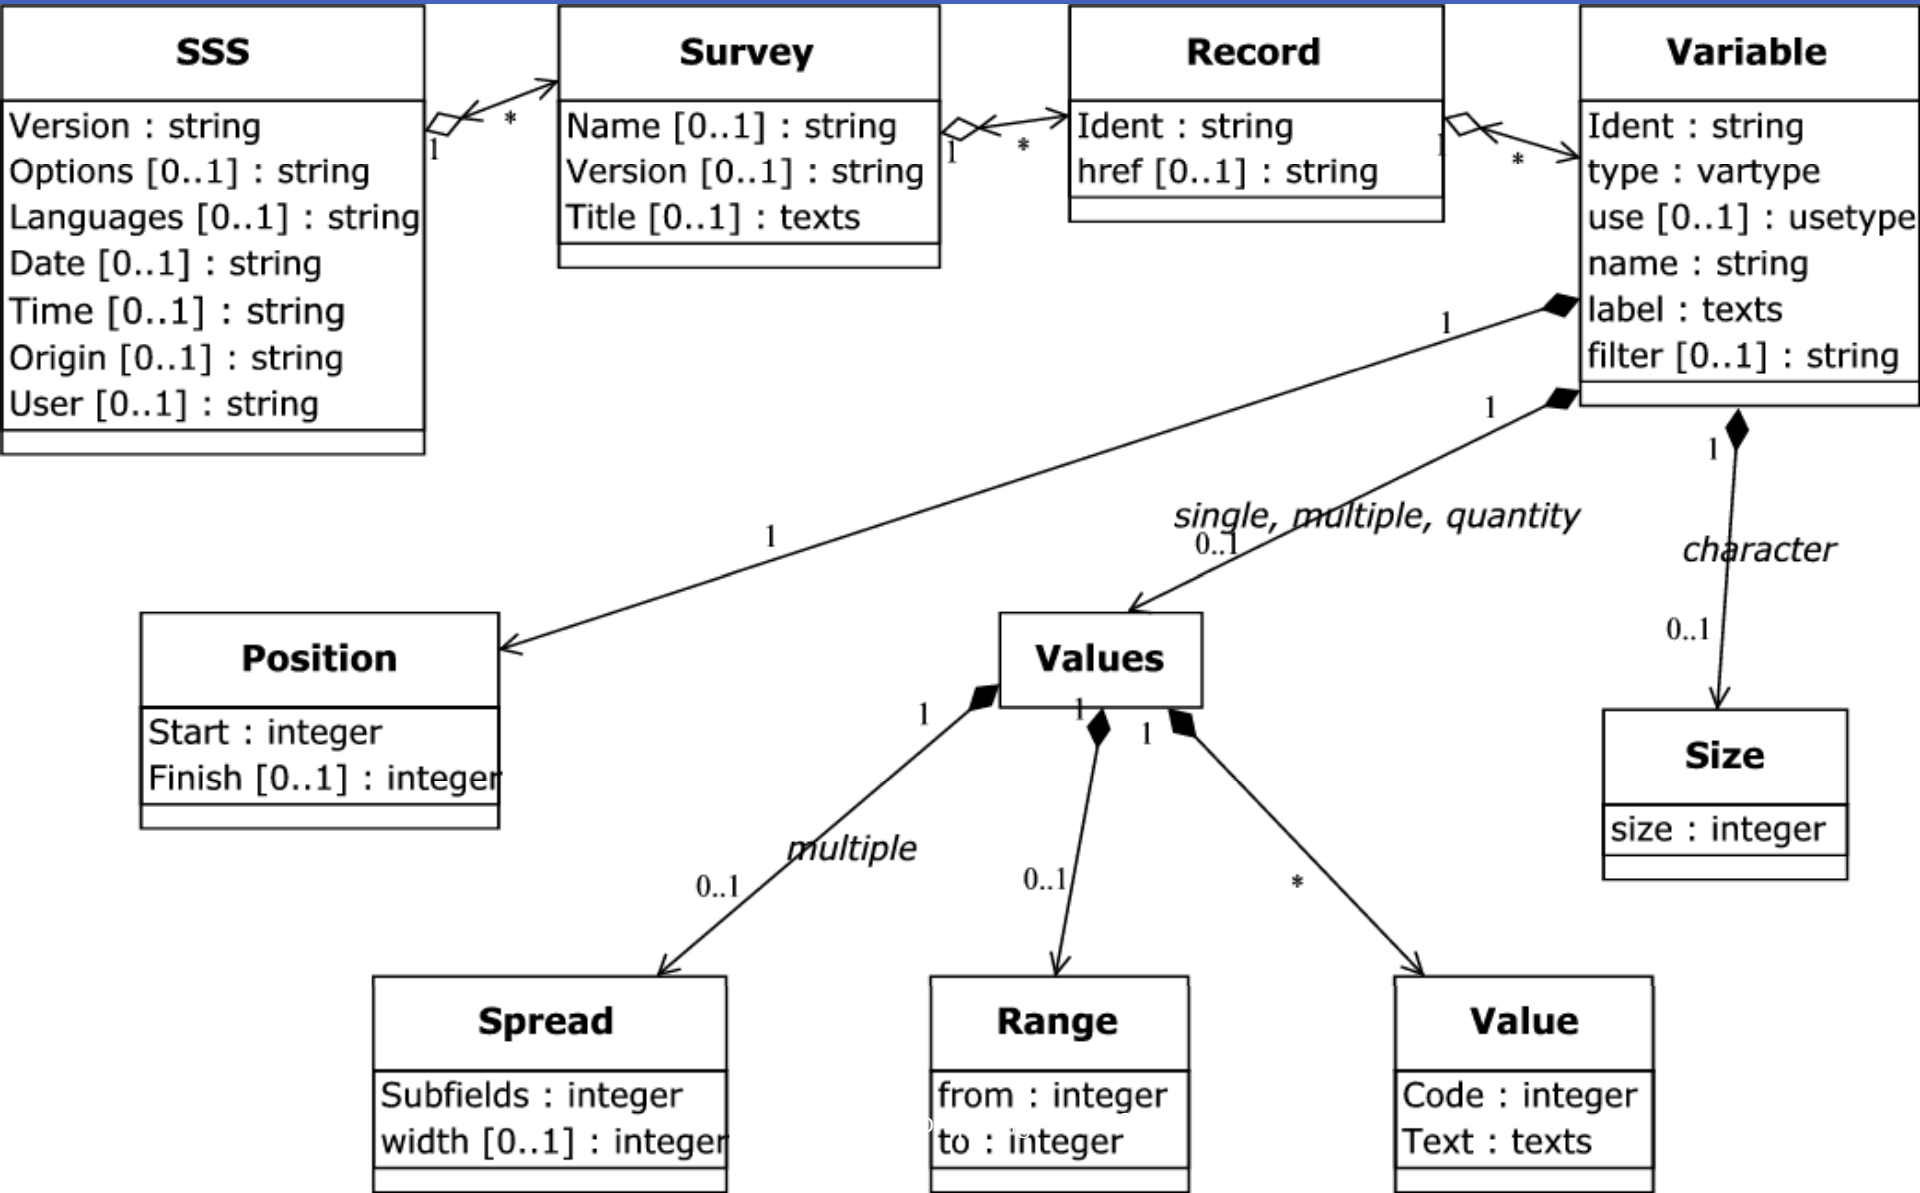 SSS
Version : string
Options [0..1] : string
Languages [0..1] : string
Date [0..1] : string
Time [0..1] : string
Origin [0..1] : string
User [0..1] : string
1
*
Survey
Name [0..1] : string
Version [0..1] : string
Title [0..1] : texts
1
*
Record
Ident : string
href [0..1] : string
1
*
Variable
Ident : string
type : vartype
use [0..1] : usetype
name : string
label : texts
filter [0..1] : string
1
1
1
single, multiple, quantity
0..1
1
character
0..1
Position
Start : integer
Finish [0..1] : integer
Values
1
1
1
multiple
0..1
0..1
*
Size
size : integer
Spread
Subfields : integer
width [0..1] : integer
Range
from : integer
to : integer
Value
Code : integer
Text : texts